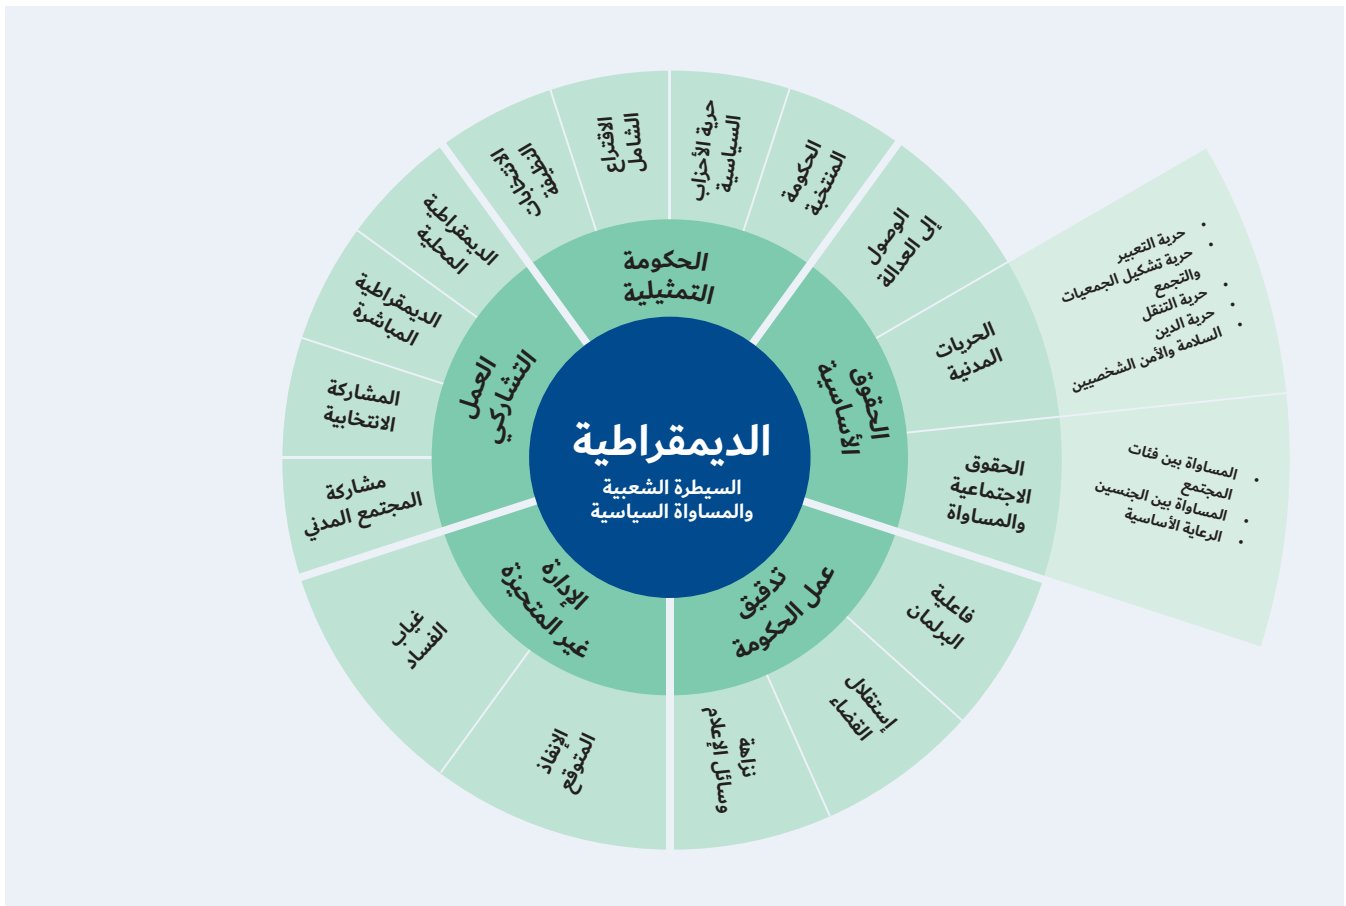 الديمقراطية
السيطرة الشعبية
والمساواة السياسية
الحكومة
التمثيلية
الحكومة
المنتخبة
حرية الأحزاب
السياسية
الاقتراع
الشامل
الانتخابات
النظيفة
الحقوق
الأساسية
الوصول
إلى العدالة
الحريات
المدنية
• حرية التعبير
• حرية تشكيل الجمعيات
والتجمع
• حرية التنقل
• حرية الدين
• السلامة والأمن الشخصيين
الحقوق
الاجتماعية
والمساواة
• المساواة بين فئات
المجتمع
• المساواة بين الجنسين
• الرعاية الأساسية
تدقيق
عمل الحكومة
فاعلية
البرلمان
إستقلال
القضاء
نزاهة
وسائل الإعلام
الإدارة
غير المتحيزة
الإنفاذ
المتوقع
غياب
الفساد
العمل
التشاركي
مشاركة
المجتمع المدني
المشاركة
الانتخابية
الديمقراطية
المباشرة
الديمقراطية
المحلية